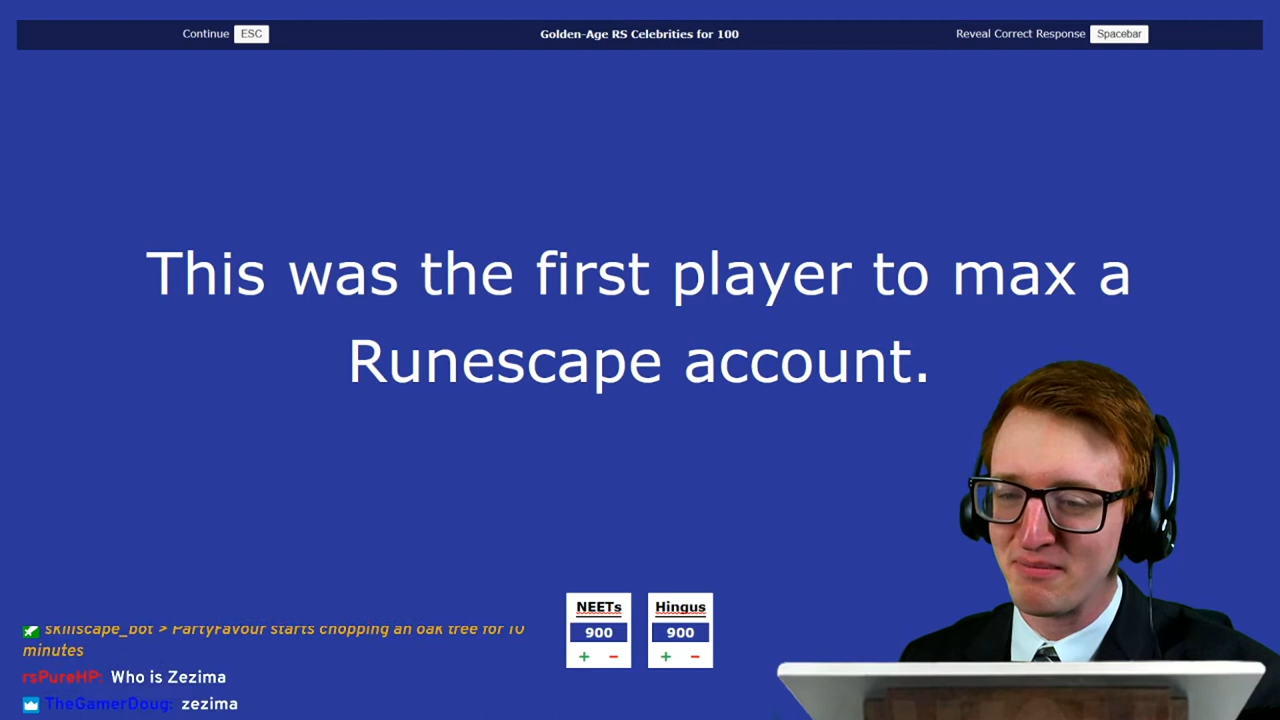 Continue ESC Golden-Age RS Celebrities for 100 Reveal Correct Response Spacebar
This was the first player to max a
Runescape account.
NEETs Hingus
900 900
+ − + −
skillscape_bot > PartyFavour starts chopping an oak tree for 10
minutes
rsPureHP: Who is Zezima
TheGamerDoug: zezima